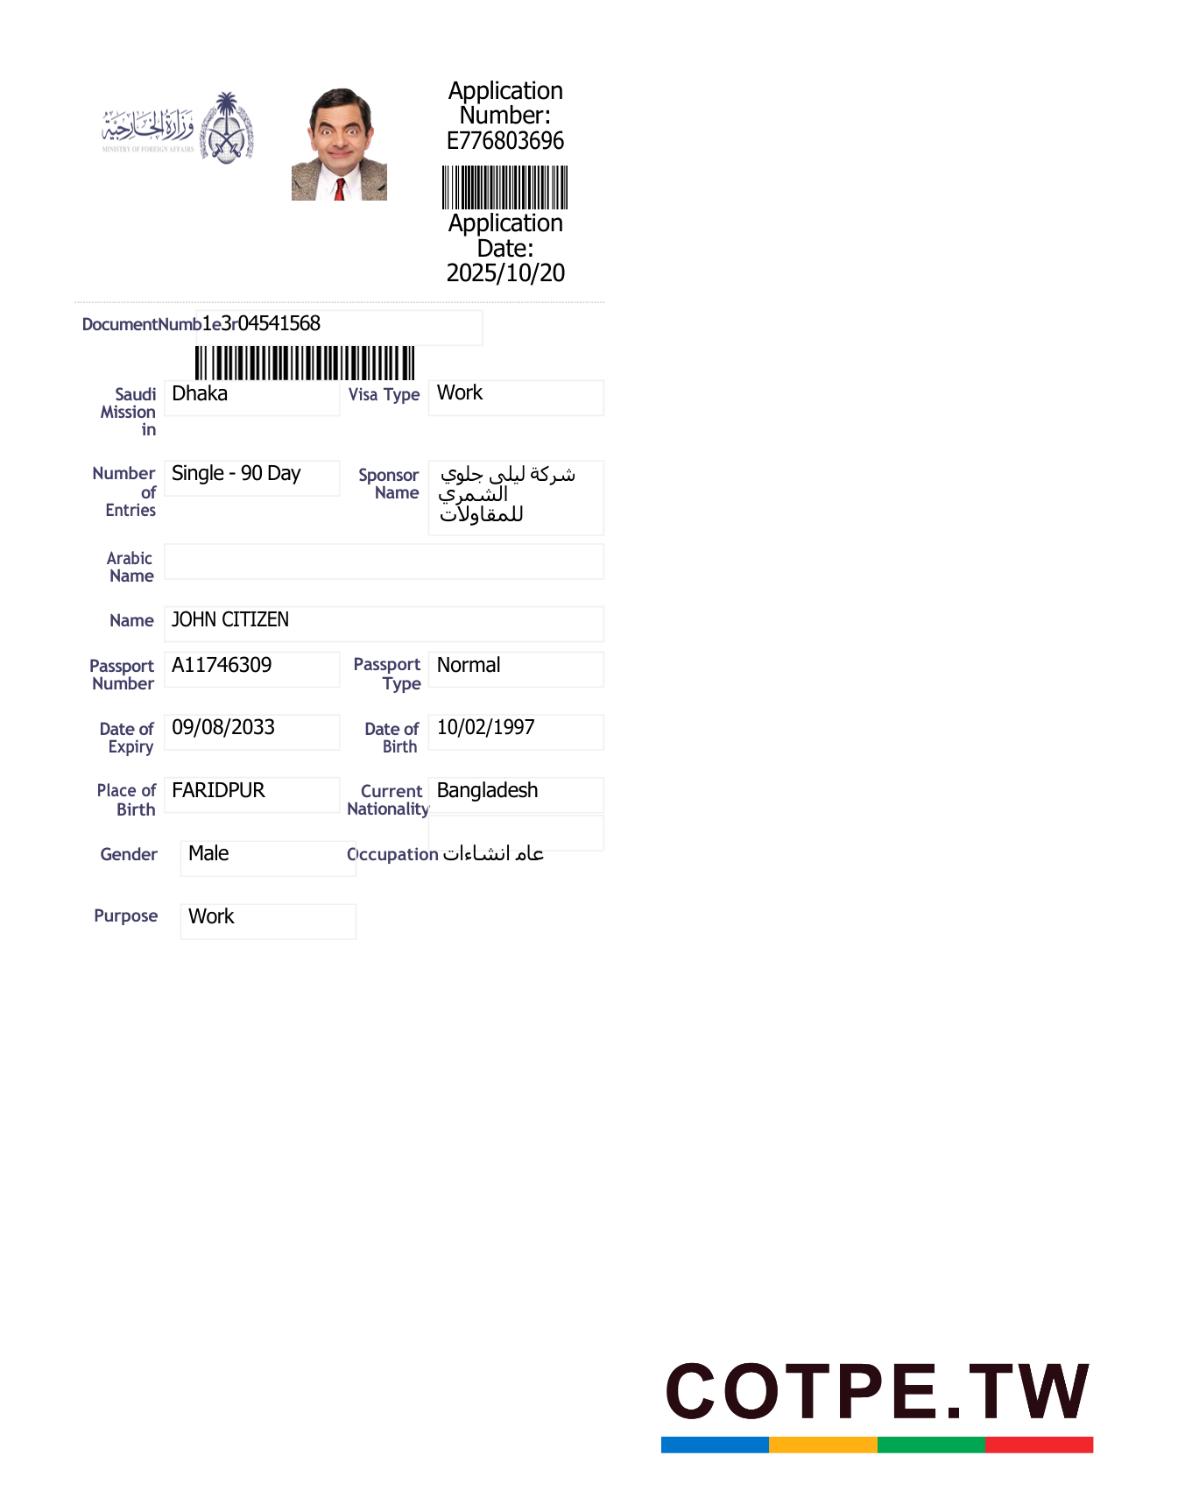 وزارة الخارجية
MINISTRY OF FOREIGN AFFAIRS
Application
Number:
E776803696
Application
Date:
2025/10/20
DocumentNumb1e3r04541568
Saudi Mission in Dhaka Visa Type Work
Number of Entries Single - 90 Day Sponsor Name شركة ليلى جلوي
الشمري
للمقاولات
Arabic Name
Name JOHN CITIZEN
Passport Number A11746309 Passport Type Normal
Date of Expiry 09/08/2033 Date of Birth 10/02/1997
Place of Birth FARIDPUR Current Nationality Bangladesh
Gender Male Occupation عام انشاءات
Purpose Work
COTPE.TW